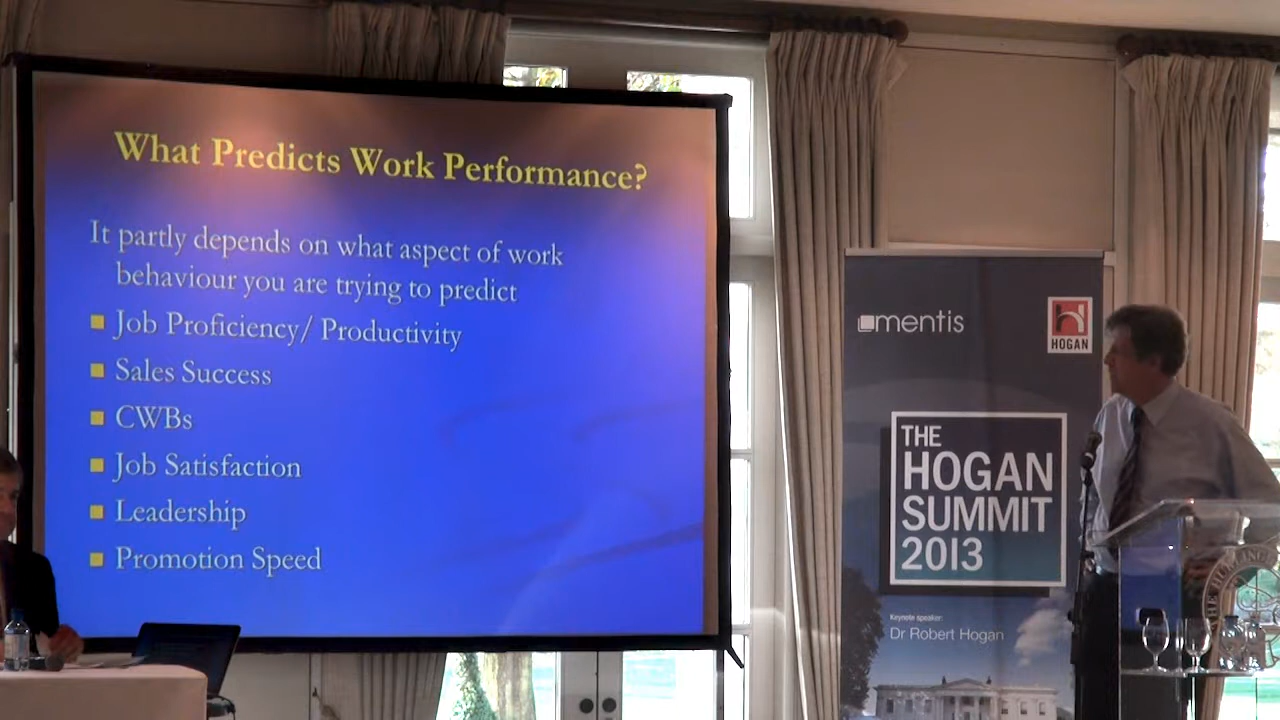 What Predicts Work Performance?
It partly depends on what aspect of work
behaviour you are trying to predict
Job Proficiency/ Productivity
Sales Success
CWBs
Job Satisfaction
Leadership
Promotion Speed
mentis
HOGAN
THE
HOGAN
SUMMIT
2013
Keynote speaker:
Dr Robert Hogan